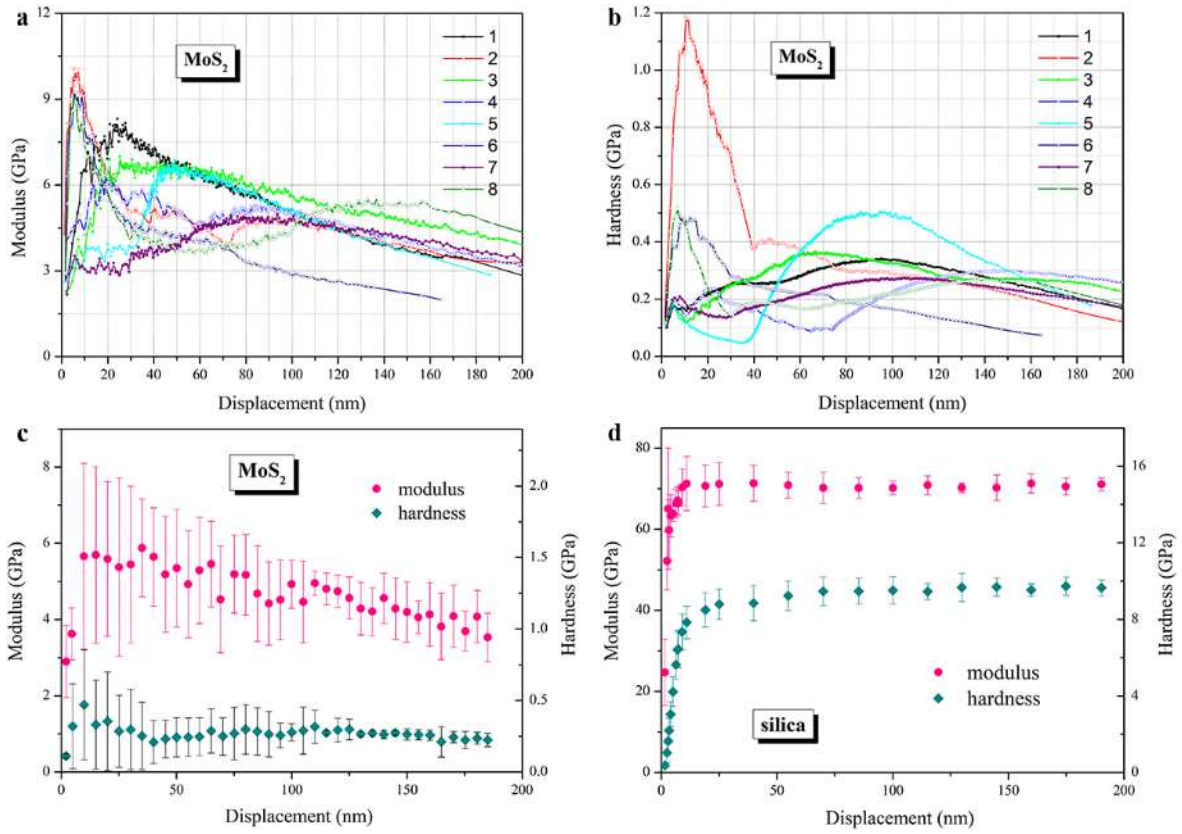 a
MoS2
1
2
3
4
5
6
7
8
12
9
6
3
0
Modulus (GPa)
0 20 40 60 80 100 120 140 160 180 200
Displacement (nm)
b
MoS2
1
2
3
4
5
6
7
8
1.2
1.0
0.8
0.6
0.4
0.2
0.0
Hardness (GPa)
0 20 40 60 80 100 120 140 160 180 200
Displacement (nm)
c
MoS2
modulus
hardness
8
6
4
2
0
Modulus (GPa)
2.0
1.5
1.0
0.5
0.0
Hardness (GPa)
0 50 100 150 200
Displacement (nm)
d
modulus
hardness
silica
80
60
40
20
0
Modulus (GPa)
16
12
8
4
0
Hardness (GPa)
0 50 100 150 200
Displacement (nm)